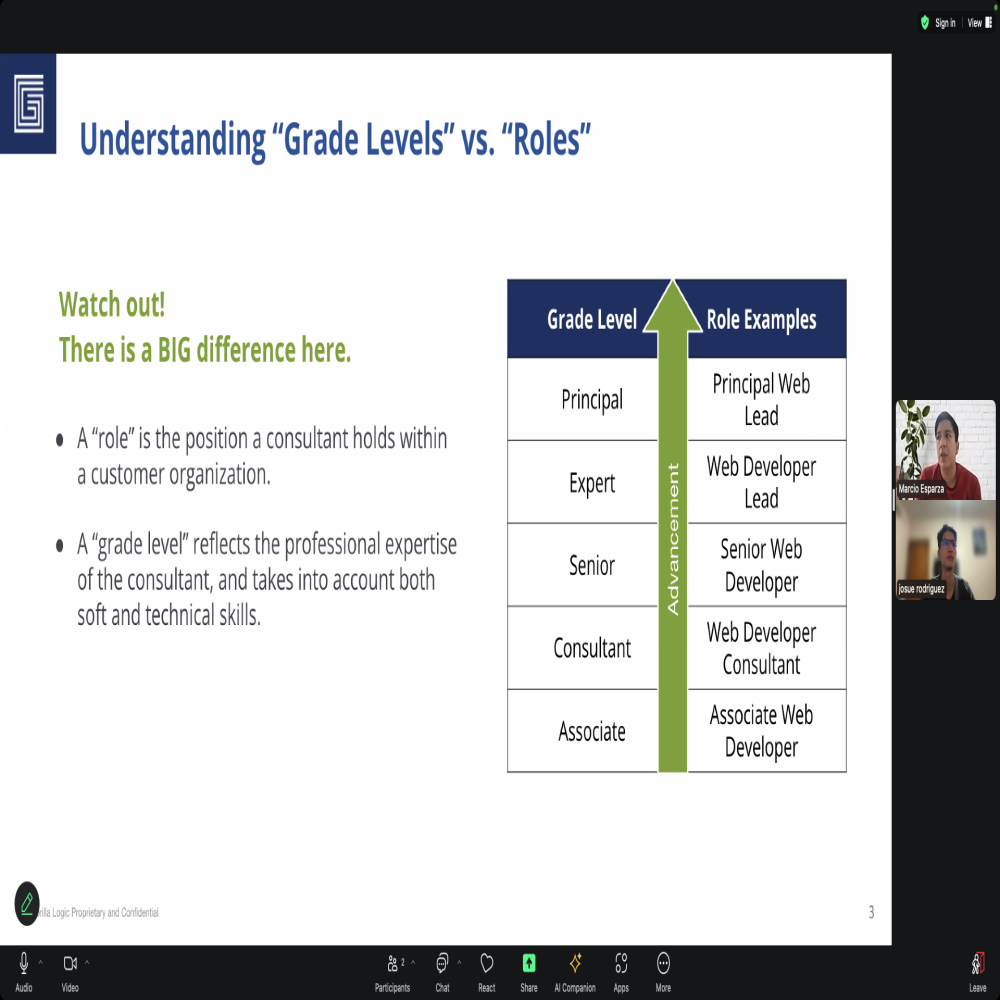 Sign in
View
Understanding “Grade Levels” vs. “Roles”
Watch out!
There is a BIG difference here.
● A “role” is the position a consultant holds within
a customer organization.
● A “grade level” reflects the professional expertise
of the consultant, and takes into account both
soft and technical skills.
Grade Level
Role Examples
Principal
Principal Web
Lead
Expert
Web Developer
Lead
Senior
Senior Web
Developer
Consultant
Web Developer
Consultant
Associate
Associate Web
Developer
Advancement
Marcio Esparza
josue rodriguez
rilla Logic Proprietary and Confidential
3
Audio
Video
2
Participants
Chat
React
Share
AI Companion
Apps
More
Leave